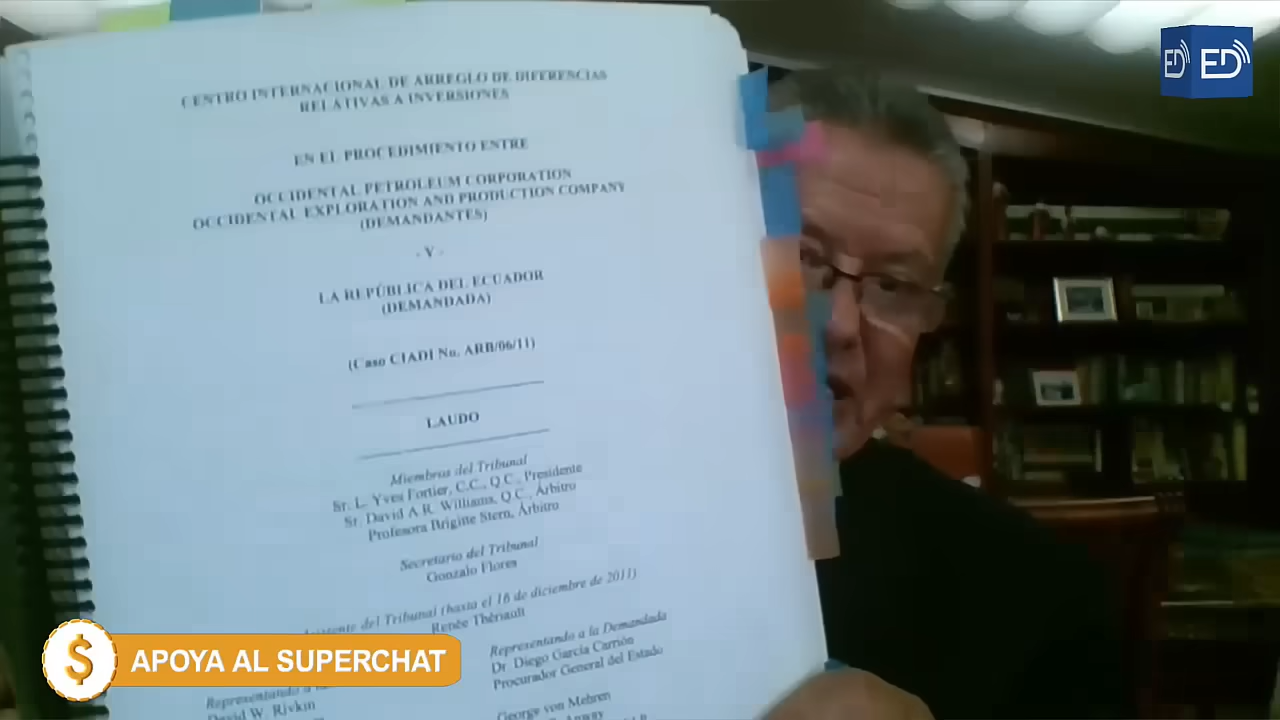 CENTRO INTERNACIONAL DE ARREGLO DE DIFERENCIAS
RELATIVAS A INVERSIONES
EN EL PROCEDIMIENTO ENTRE
OCCIDENTAL PETROLEUM CORPORATION
OCCIDENTAL EXPLORATION AND PRODUCTION COMPANY
(DEMANDANTES)
- Y -
LA REPÚBLICA DEL ECUADOR
(DEMANDADA)
(Caso CIADI No. ARB/06/11)
LAUDO
Miembros del Tribunal
Sr. L. Yves Fortier, C.C., Q.C., Presidente
Sr. David A.R. Williams, Q.C., Árbitro
Profesora Brigitte Stern, Árbitro
Secretario del Tribunal
Gonzalo Flores
Asistente del Tribunal (hasta el 16 de diciembre de 2011)
Renée Thériault
Representando a
David W. Rivkin
Representando a la Demandada
Dr. Diego García Carrión
Procurador General del Estado
George von Mehren
ED ED
$ APOYA AL SUPERCHAT